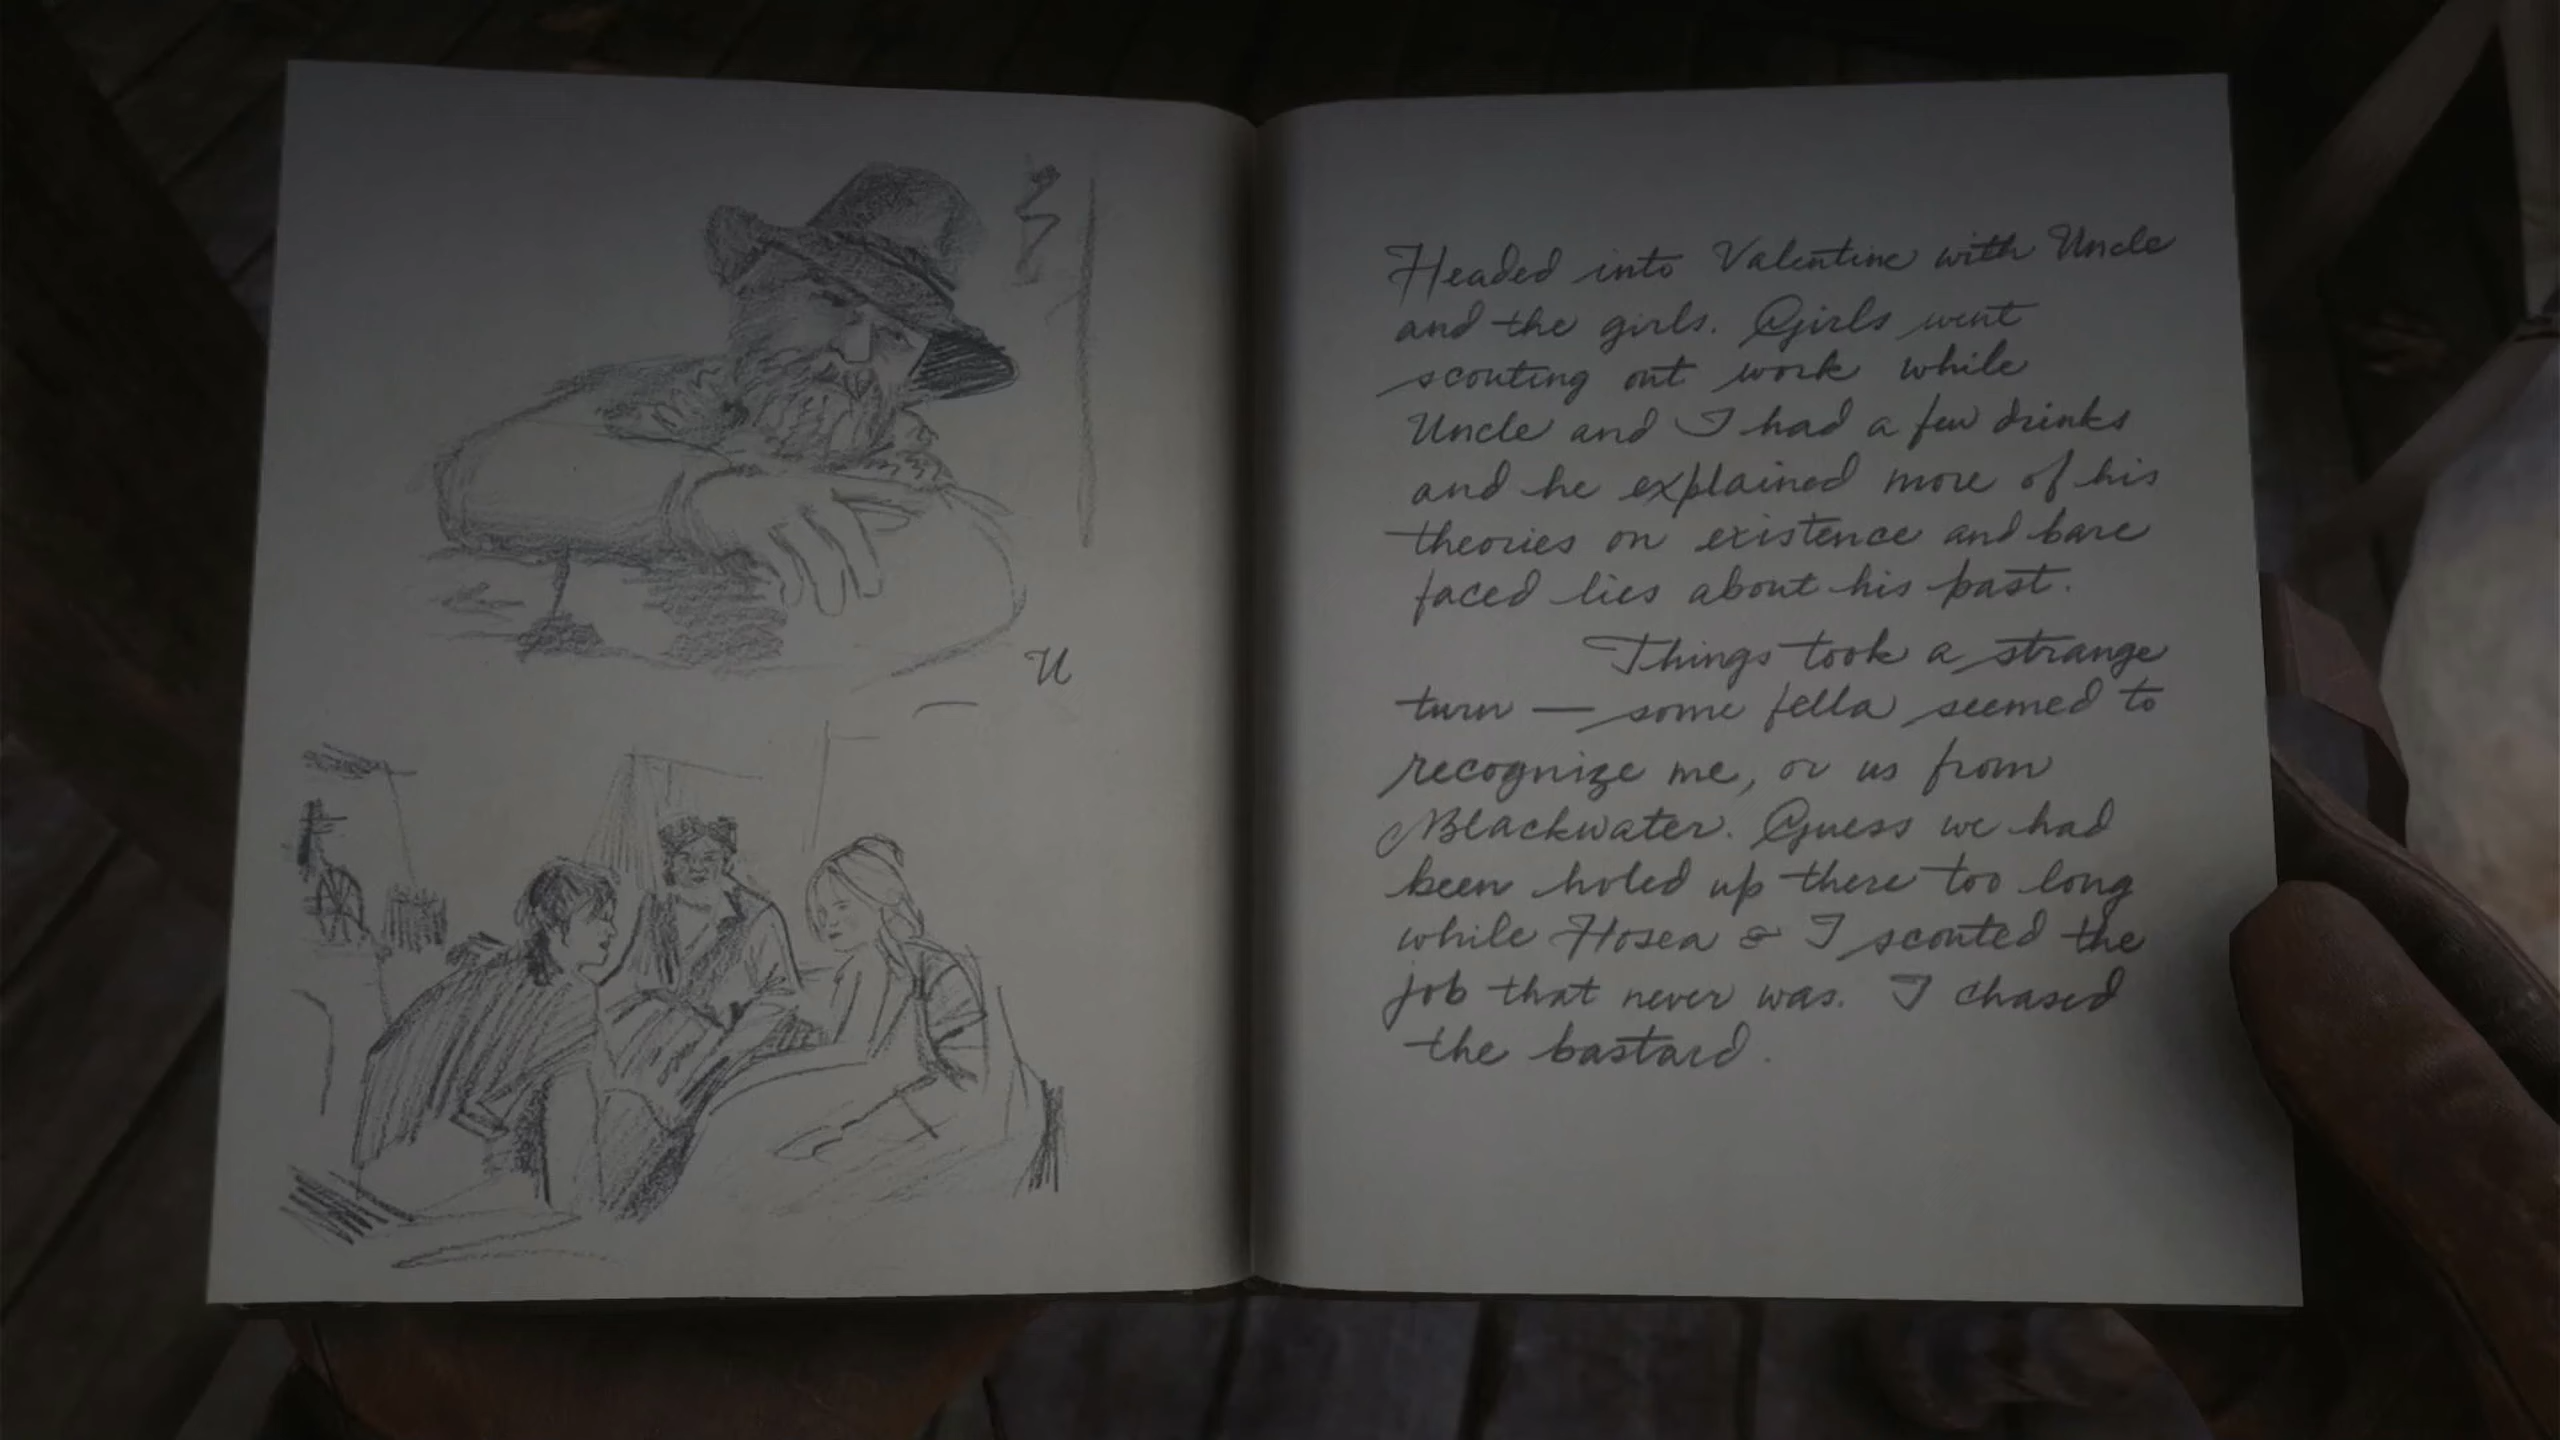 U
Headed into Valentine with Uncle
and the girls. Girls went
scouting out work while
Uncle and I had a few drinks
and he explained more of his
theories on existence and bare
faced lies about his past.
Things took a strange
turn — some fella seemed to
recognize me, or us from
Blackwater. Guess we had
been holed up there too long
while Hosea & I scouted the
job that never was. I chased
the bastard.